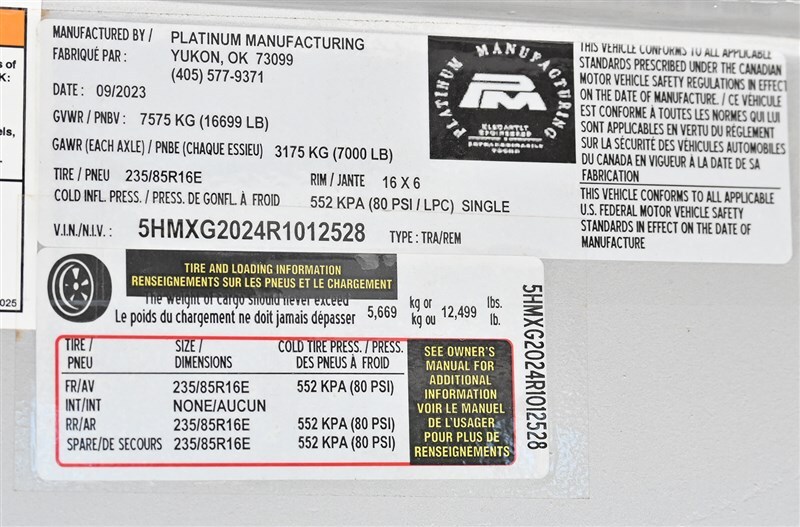 s of
K:
els,
025
MANUFACTURED BY / PLATINUM MANUFACTURING
FABRIQUÉ PAR : YUKON, OK 73099
(405) 577-9371
DATE : 09/2023
GVWR / PNBV : 7575 KG (16699 LB)
GAWR (EACH AXLE) / PNBE (CHAQUE ESSIEU) 3175 KG (7000 LB)
TIRE / PNEU 235/85R16E RIM / JANTE 16 X 6
COLD INFL. PRESS. / PRESS. DE GONFL. À FROID 552 KPA (80 PSI / LPC) SINGLE
V.I.N./N.I.V. : 5HMXG2024R1012528 TYPE : TRA/REM
PLATINUM MANUFACTURING
PM
ELEGANTLY
ENGINEERED
EXTRAORDINARILY
TOUGH
THIS VEHICLE CONFORMS TO ALL APPLICABLE
STANDARDS PRESCRIBED UNDER THE CANADIAN
MOTOR VEHICLE SAFETY REGULATIONS IN EFFECT
ON THE DATE OF MANUFACTURE. / CE VÉHICULE
EST CONFORME À TOUTES LES NORMES QUI LUI
SONT APPLICABLES EN VERTU DU RÉGLEMENT
SUR LA SÉCURITÉ DES VÉHICULES AUTOMOBILES
DU CANADA EN VIGUEUR À LA DATE DE SA
FABRICATION
THIS VEHICLE CONFORMS TO ALL APPLICABLE
U.S. FEDERAL MOTOR VEHICLE SAFETY
STANDARDS IN EFFECT ON THE DATE OF
MANUFACTURE
TIRE AND LOADING INFORMATION
RENSEIGNEMENTS SUR LES PNEUS ET LE CHARGEMENT
The weight of cargo should never exceed
Le poids du chargement ne doit jamais dépasser 5,669 kg or 12,499 lbs.
kg ou lb.
TIRE / SIZE / COLD TIRE PRESS. / PRESS.
PNEU DIMENSIONS DES PNEUS À FROID
FR/AV 235/85R16E 552 KPA (80 PSI)
INT/INT NONE/AUCUN
RR/AR 235/85R16E 552 KPA (80 PSI)
SPARE/DE SECOURS 235/85R16E 552 KPA (80 PSI)
SEE OWNER'S
MANUAL FOR
ADDITIONAL
INFORMATION
VOIR LE MANUEL
DE L'USAGER
POUR PLUS DE
RENSEIGNEMENTS
5HMXG2024R1012528